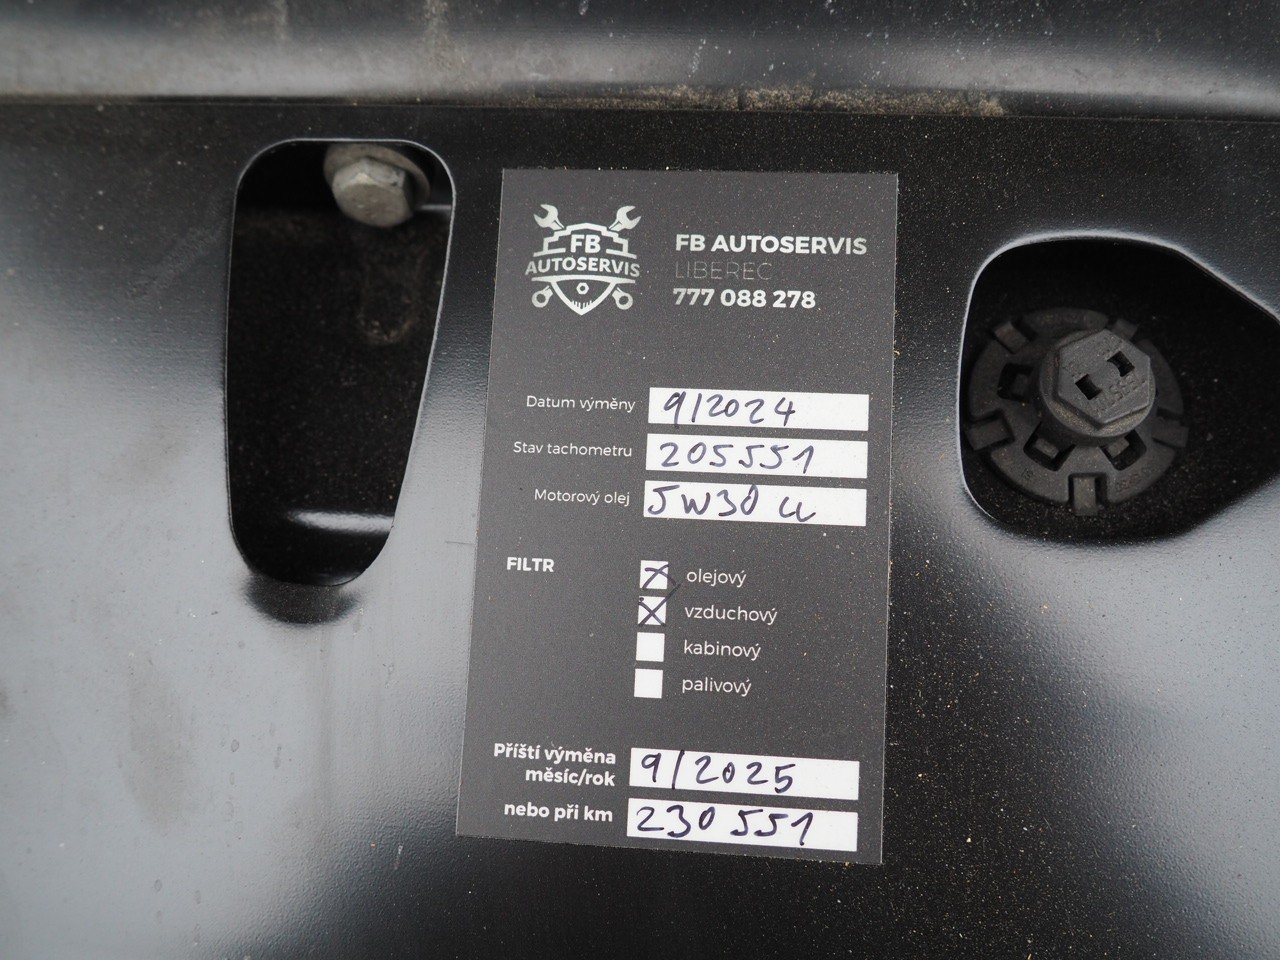 FB
AUTOSERVIS
FB AUTOSERVIS
LIBEREC
777 088 278
Datum výměny 9/2024
Stav tachometru 205551
Motorový olej 5W30 LL
FILTR
olejový
vzduchový
kabinový
palivový
Příští výměna
měsíc/rok 9/2025
nebo při km 230551